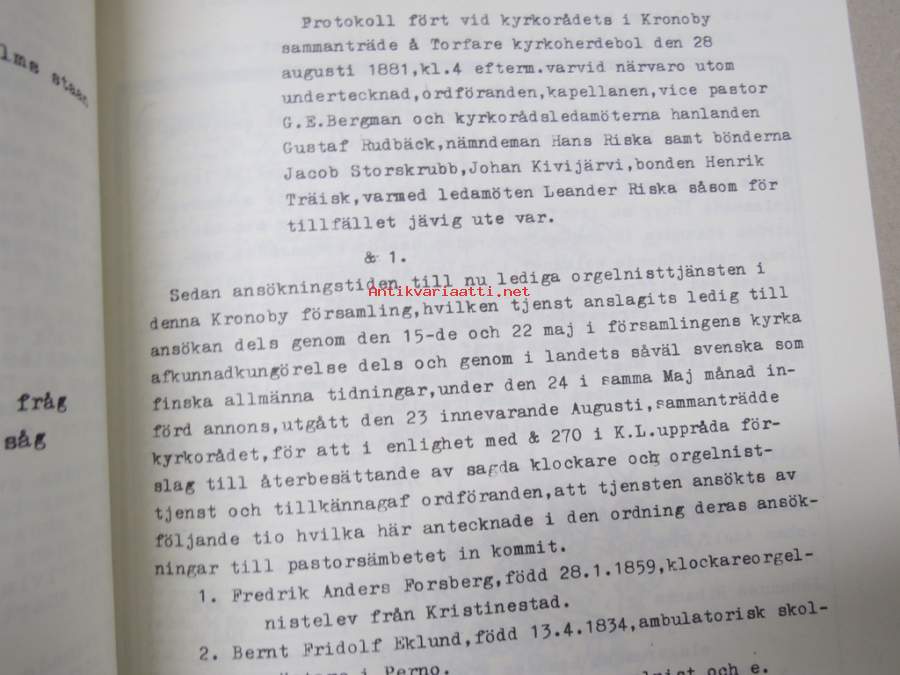 lms staac
fråg
såg
Protokoll fört vid kyrkorådets i Kronoby
sammanträde å Torfare kyrkoherdebol den 28
augusti 1881,kl.4 efterm.varvid närvaro utom
undertecknad,ordföranden,kapellanen,vice pastor
G.E.Bergman och kyrkorådsledamöterna hanlanden
Gustaf Rudbäck,nämndeman Hans Riska samt bönderna
Jacob Storskrubb,Johan Kivijärvi,bonden Henrik
Träisk,varmed ledamöten Leander Riska såsom för
tillfället jävig ute var.
& 1.
Sedan ansökningstiden till nu lediga orgelnisttjänsten i
Antikvariaatti.net
denna Kronoby församling,hvilken tjenst anslagits ledig till
ansökan dels genom den 15-de och 22 maj i församlingens kyrka
afkunnadkungörelse dels och genom i landets såväl svenska som
finska allmänna tidningar,under den 24 i samma Maj månad in-
förd annons,utgått den 23 innevarande Augusti,sammanträdde
kyrkorådet,för att i enlighet med & 270 i K.L.uppråda för-
slag till återbesättande av sagda klockare och orgelnist-
tjenst och tillkännagaf ordföranden,att tjensten ansökts av
följande tio hvilka här antecknade i den ordning deras ansök-
ningar till pastorsämbetet in kommit.
1. Fredrik Anders Forsberg,född 28.1.1859,klockareorgel-
nistelev från Kristinestad.
2. Bernt Fridolf Eklund,född 13.4.1834,ambulatorisk skol-
i Perno.
och e.